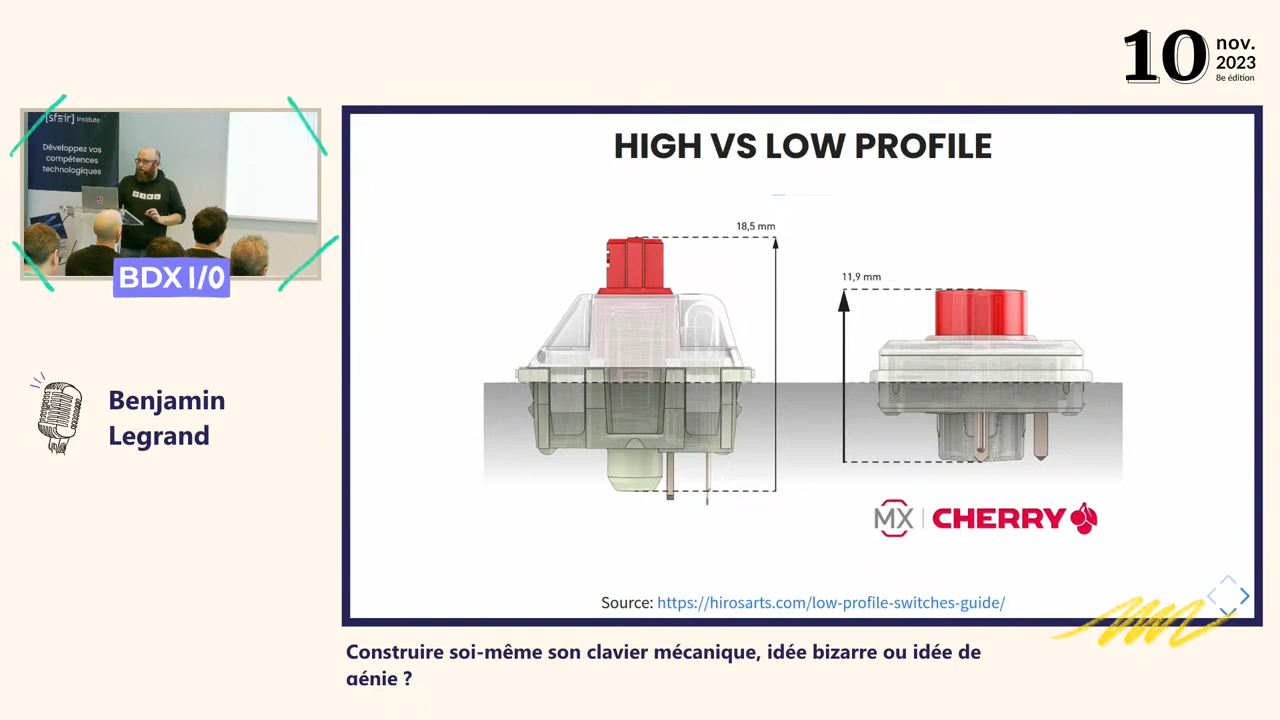 10 nov.
2023
8e édition
[sfeir] Institute
Développez vos
compétences
technologiques
BDX I/O
Benjamin
Legrand
HIGH VS LOW PROFILE
18,5 mm
11,9 mm
MX | CHERRY
Source: https://hirosarts.com/low-profile-switches-guide/
Construire soi-même son clavier mécanique, idée bizarre ou idée de
génie ?